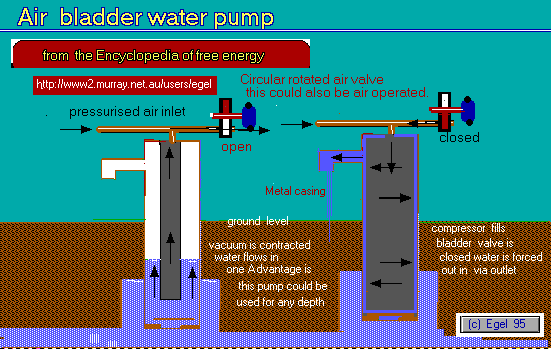 Air bladder water pump
from the Encyclopedia of free energy
http://www2.murray.net.au/users/egel
Circular rotated air valve
this could also be air operated.
pressurised air inlet
open
closed
Metal casing
ground level
vacuum is contracted
water flows in
one Advantage is
this pump could be
used for any depth
compressor fills
bladder valve is
closed water is forced
out in via outlet
(c) Egel 95